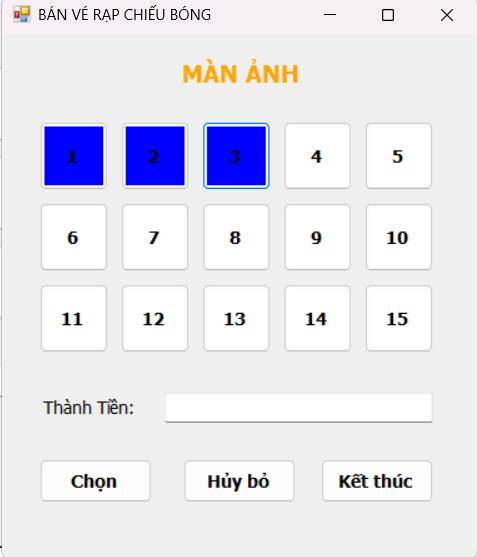 BÁN VÉ RẠP CHIẾU BÓNG
MÀN ẢNH
1 2 3 4 5
6 7 8 9 10
11 12 13 14 15
Thành Tiền:
Chọn Hủy bỏ Kết thúc